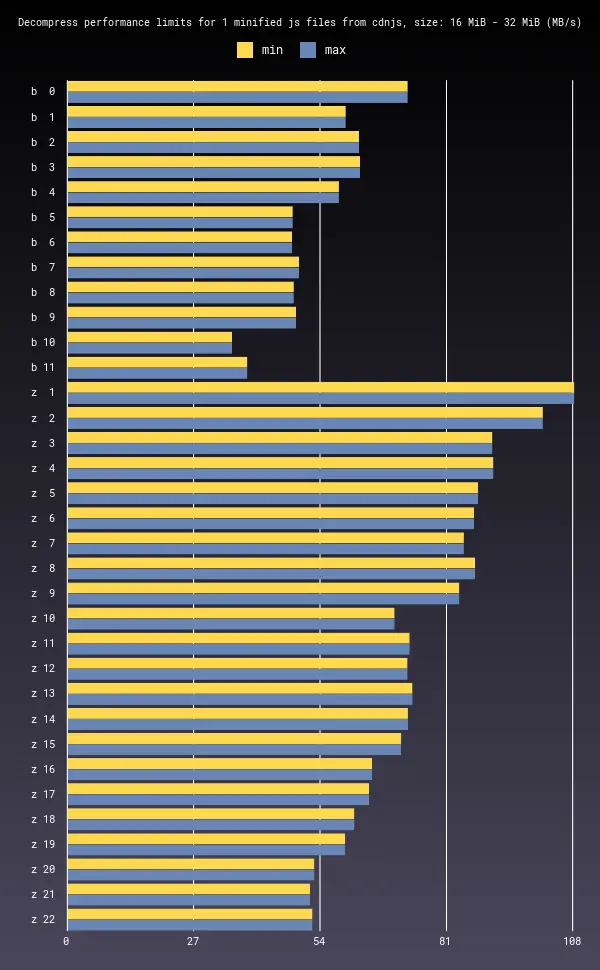 Decompress performance limits for 1 minified js files from cdnjs, size: 16 MiB - 32 MiB (MB/s)
min max
b 0
b 1
b 2
b 3
b 4
b 5
b 6
b 7
b 8
b 9
b 10
b 11
z 1
z 2
z 3
z 4
z 5
z 6
z 7
z 8
z 9
z 10
z 11
z 12
z 13
z 14
z 15
z 16
z 17
z 18
z 19
z 20
z 21
z 22
0 27 54 81 108